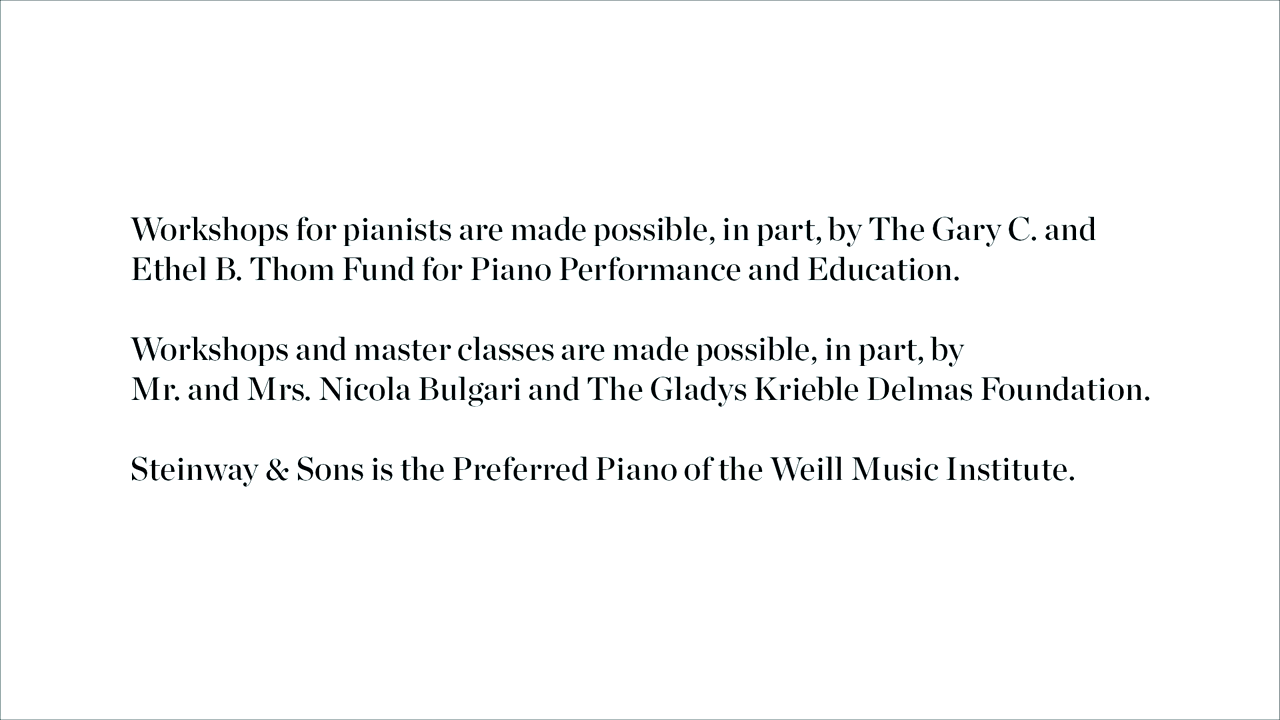 Workshops for pianists are made possible, in part, by The Gary C. and
Ethel B. Thom Fund for Piano Performance and Education.
Workshops and master classes are made possible, in part, by
Mr. and Mrs. Nicola Bulgari and The Gladys Krieble Delmas Foundation.
Steinway & Sons is the Preferred Piano of the Weill Music Institute.